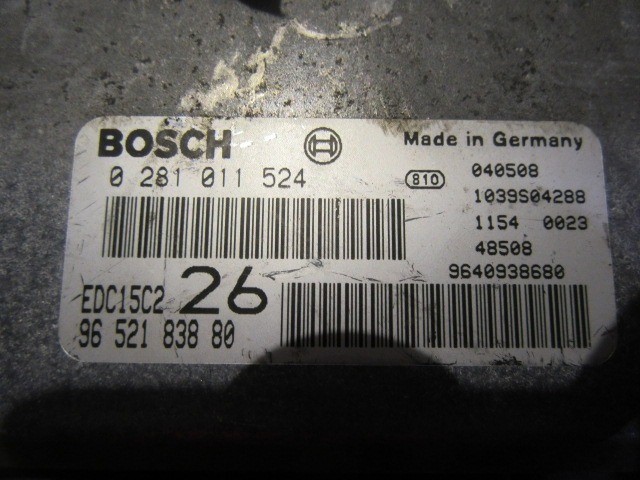 BOSCH
Made in Germany
0 281 011 524
810
040508
1039S04288
1154 0023
48508
9640938680
EDC15C2 26
96 521 838 80